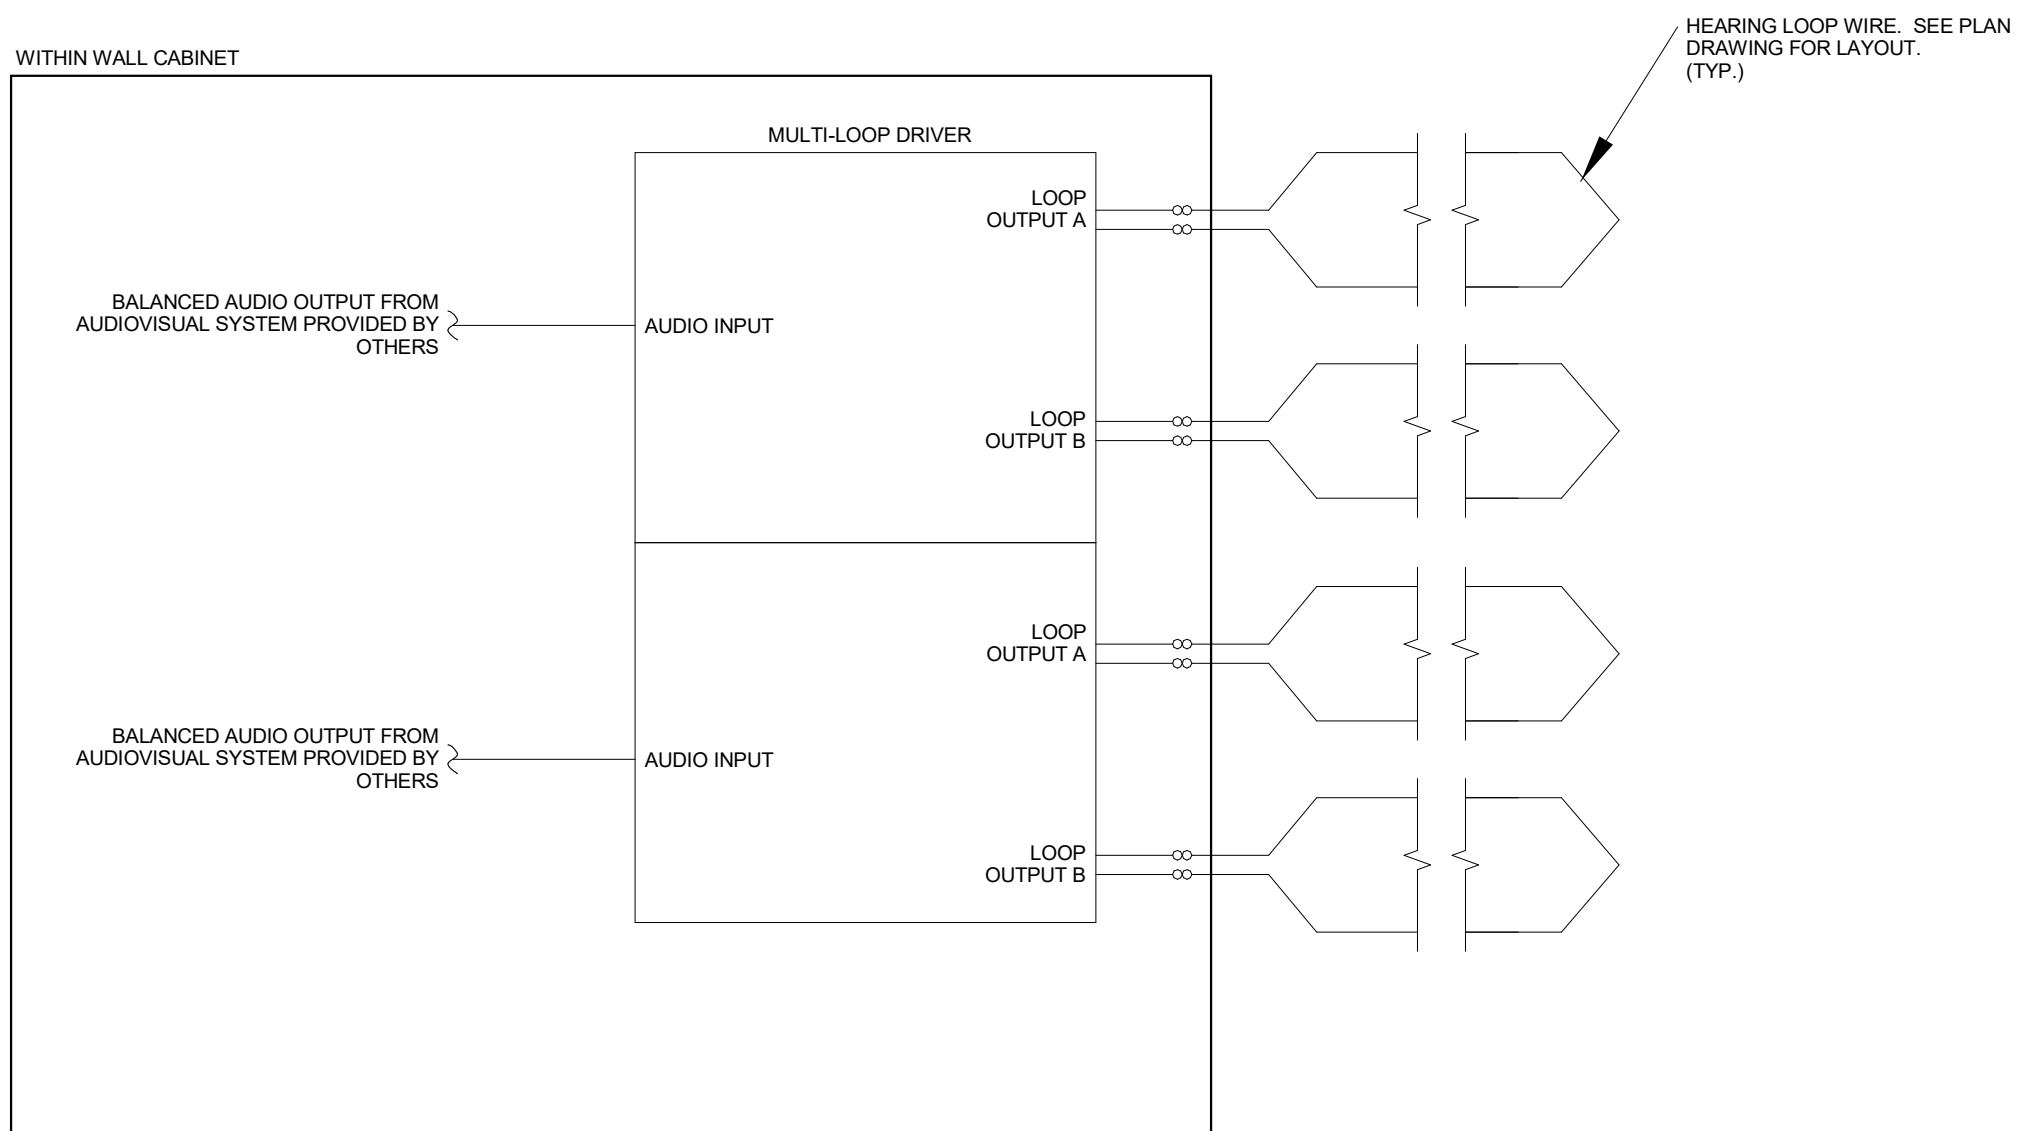 HEARING LOOP WIRE. SEE PLAN
DRAWING FOR LAYOUT.
(TYP.)
WITHIN WALL CABINET
MULTI-LOOP DRIVER
LOOP
OUTPUT A
BALANCED AUDIO OUTPUT FROM
AUDIOVISUAL SYSTEM PROVIDED BY
OTHERS
AUDIO INPUT
LOOP
OUTPUT B
LOOP
OUTPUT A
BALANCED AUDIO OUTPUT FROM
AUDIOVISUAL SYSTEM PROVIDED BY
OTHERS
AUDIO INPUT
LOOP
OUTPUT B